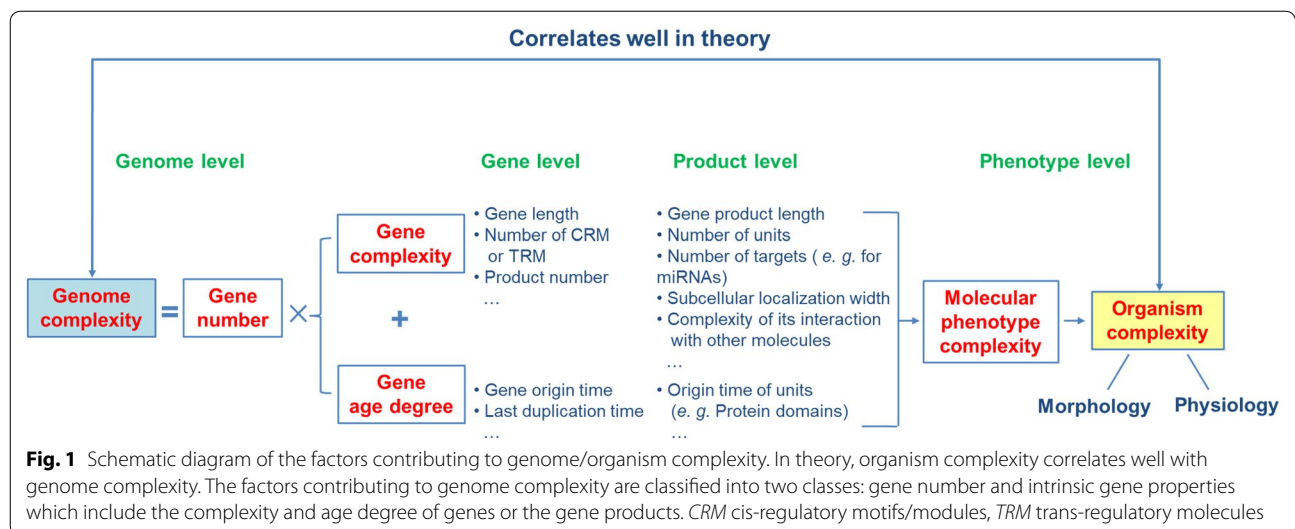 Correlates well in theory
Genome level
Gene level
Product level
Phenotype level
Genome
complexity
=
Gene
number
×
Gene
complexity
+
Gene
age degree
• Gene length
• Number of CRM
or TRM
• Product number
…
• Gene origin time
• Last duplication time
…
• Gene product length
• Number of units
• Number of targets ( e. g. for
miRNAs)
• Subcellular localization width
• Complexity of its interaction
with other molecules
…
• Origin time of units
(e. g. Protein domains)
…
Molecular
phenotype
complexity
Organism
complexity
Morphology
Physiology
Fig. 1 Schematic diagram of the factors contributing to genome/organism complexity. In theory, organism complexity correlates well with
genome complexity. The factors contributing to genome complexity are classified into two classes: gene number and intrinsic gene properties
which include the complexity and age degree of genes or the gene products. CRM cis-regulatory motifs/modules, TRM trans-regulatory molecules